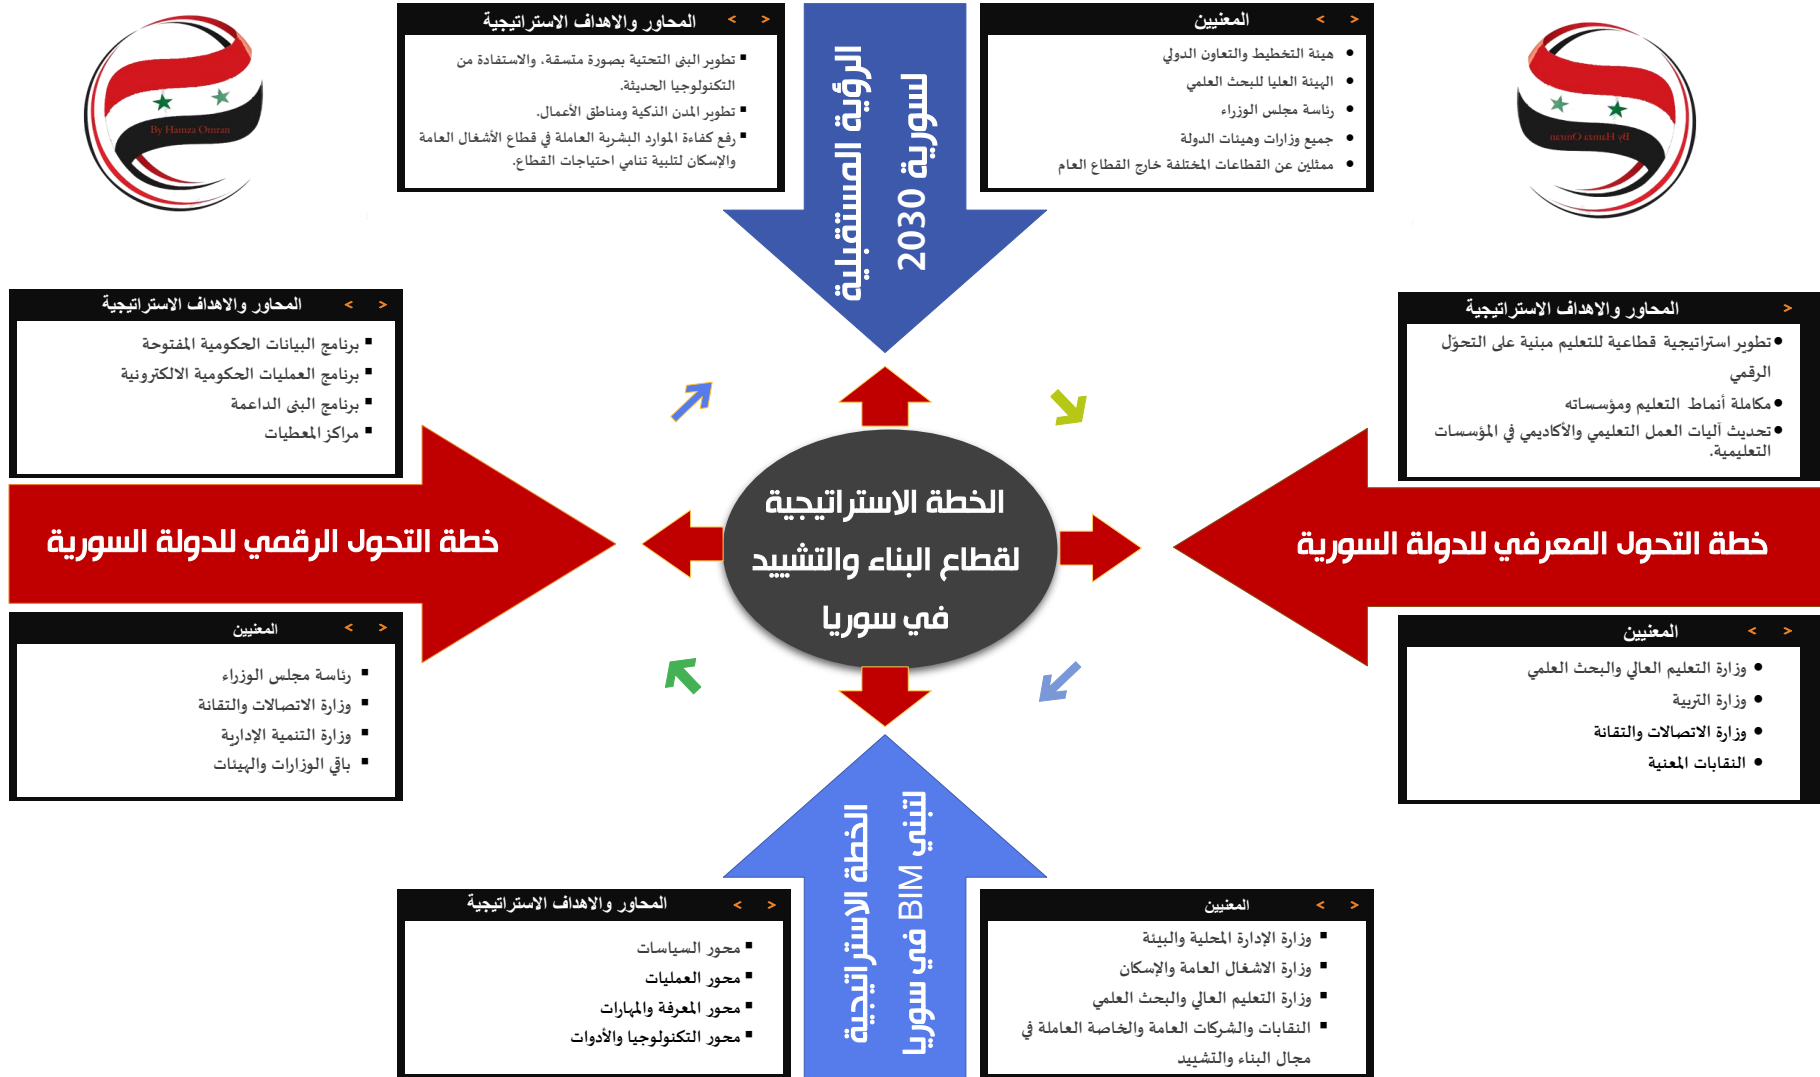 المعنيين
هيئة التخطيط والتعاون الدولي
الهيئة العليا للبحث العلمي
رئاسة مجلس الوزراء
جميع وزارات وهيئات الدولة
ممثلين عن القطاعات المختلفة خارج القطاع العام
الرؤية المستقبلية
لسورية 2030
المحاور والاهداف الاستراتيجية
تطوير البنى التحتية بصورة متسقة، والاستفادة من
التكنولوجيا الحديثة.
تطوير المدن الذكية ومناطق الأعمال.
رفع كفاءة الموارد البشرية العاملة في قطاع الأشغال العامة
والإسكان لتلبية تنامي احتياجات القطاع.
By Hamza Omran
By Hamza Omran
المحاور والاهداف الاستراتيجية
تطوير استراتيجية قطاعية للتعليم مبنية على التحوّل
الرقمي
مكاملة أنماط التعليم ومؤسساته
تحديث آليات العمل التعليمي والأكاديمي في المؤسسات
التعليمية.
خطة التحول المعرفي للدولة السورية
المعنيين
وزارة التعليم العالي والبحث العلمي
وزارة التربية
وزارة الاتصالات والتقانة
النقابات المعنية
الخطة الاستراتيجية
لقطاع البناء والتشييد
في سوريا
المحاور والاهداف الاستراتيجية
برنامج البيانات الحكومية المفتوحة
برنامج العمليات الحكومية الالكترونية
برنامج البنى الداعمة
مراكز المعطيات
خطة التحول الرقمي للدولة السورية
المعنيين
رئاسة مجلس الوزراء
وزارة الاتصالات والتقانة
وزارة التنمية الإدارية
باقي الوزارات والهيئات
المعنيين
وزارة الإدارة المحلية والبيئة
وزارة الاشغال العامة والإسكان
وزارة التعليم العالي والبحث العلمي
النقابات والشركات العامة والخاصة العاملة في
مجال البناء والتشييد
الخطة الاستراتيجية
لتبني BIM في سوريا
المحاور والاهداف الاستراتيجية
محور السياسات
محور العمليات
محور المعرفة والمهارات
محور التكنولوجيا والأدوات